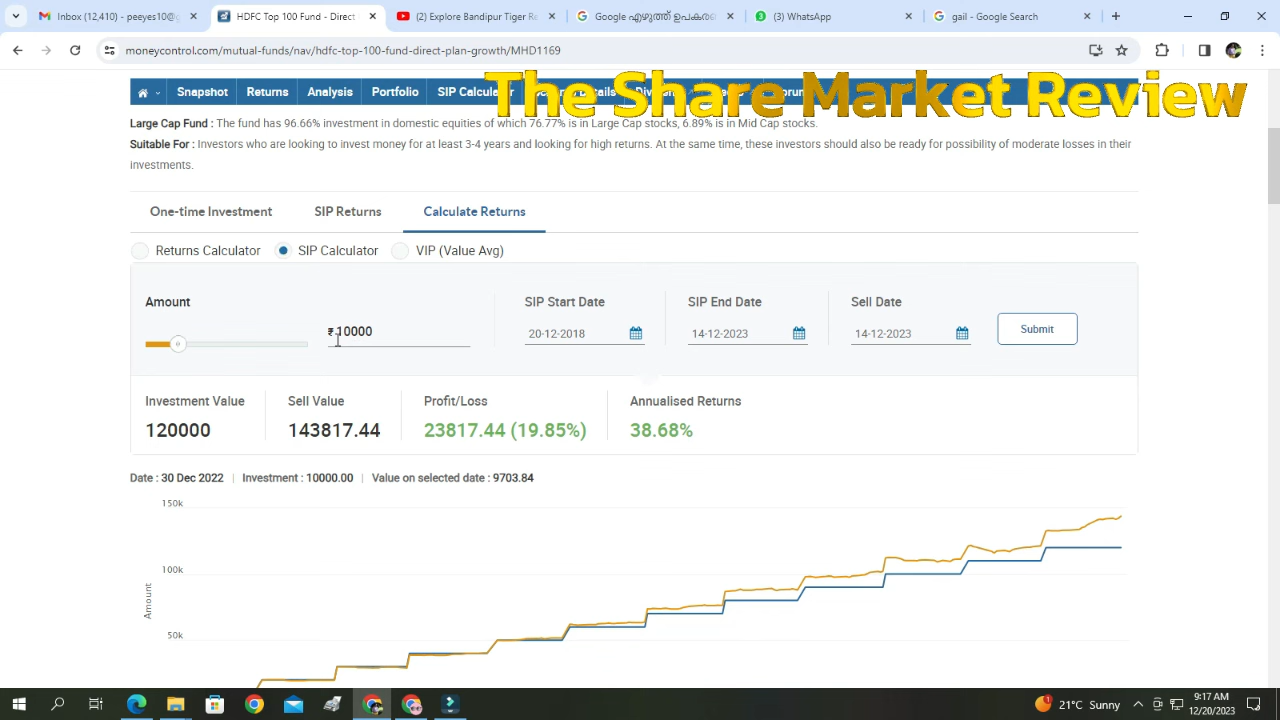 Inbox (12,410) - peeyes10@g
HDFC Top 100 Fund - Direct
(2) Explore Bandipur Tiger Re
Google എഴുത്ത് ഉപകര
(3) WhatsApp
gail - Google Search
moneycontrol.com/mutual-funds/nav/hdfc-top-100-fund-direct-plan-growth/MHD1169
The Share Market Review
Snapshot Returns Analysis Portfolio SIP Calcula
Large Cap Fund : The fund has 96.66% investment in domestic equities of which 76.77% is in Large Cap stocks, 6.89% is in Mid Cap stocks.
Suitable For : Investors who are looking to invest money for at least 3-4 years and looking for high returns. At the same time, these investors should also be ready for possibility of moderate losses in their
investments.
One-time Investment SIP Returns Calculate Returns
Returns Calculator SIP Calculator VIP (Value Avg)
Amount SIP Start Date SIP End Date Sell Date
₹ 10000 20-12-2018 14-12-2023 14-12-2023 Submit
Investment Value Sell Value Profit/Loss Annualised Returns
120000 143817.44 23817.44 (19.85%) 38.68%
Date : 30 Dec 2022 | Investment : 10000.00 | Value on selected date : 9703.84
150k
100k
Amount
50k
21°C Sunny
9:17 AM
12/20/2023